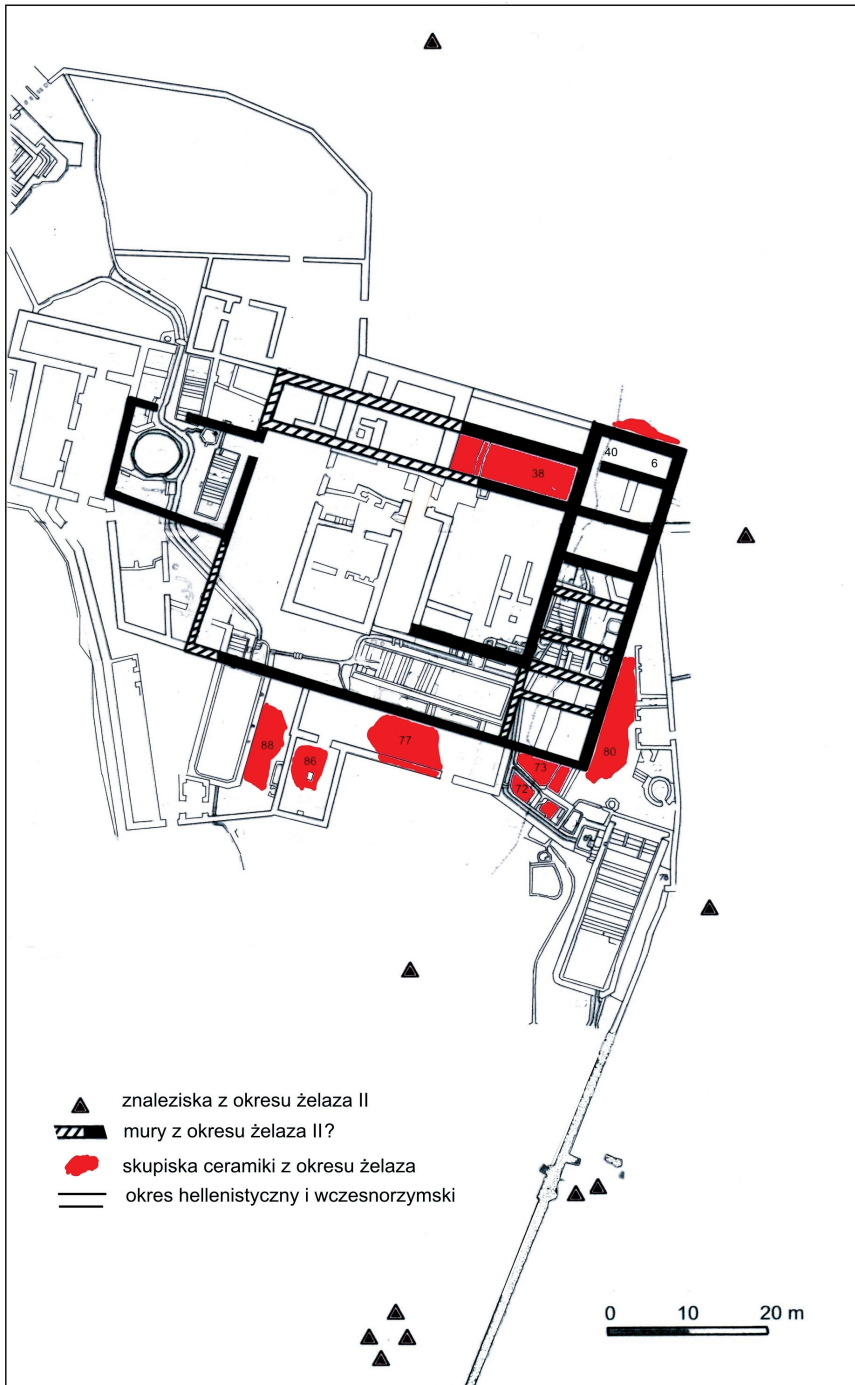 40
6
38
88
86
77
73
72
80
78
znaleziska z okresu żelaza II
mury z okresu żelaza II?
skupiska ceramiki z okresu żelaza
okres hellenistyczny i wczesnorzymski
0 10 20 m